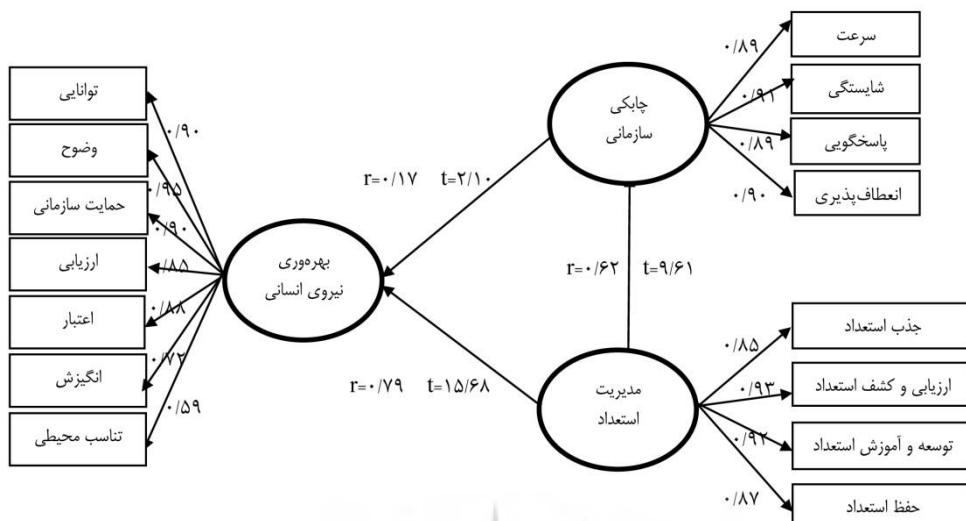 سرعت
۰/۸۹
شایستگی
۰/۹۱
پاسخگویی
۰/۸۹
انعطاف‌پذیری
۰/۹۰
چابکی
سازمانی
توانایی
۰/۹۰
وضوح
۰/۹۵
حمایت سازمانی
۰/۹۰
ارزیابی
۰/۸۵
اعتبار
۰/۸۸
انگیزش
۰/۷۲
تناسب محیطی
۰/۵۹
بهره‌وری
نیروی انسانی
r=۰/۱۷ t=۲/۱۰
r=۰/۶۲ t=۹/۶۱
r=۰/۷۹ t=۱۵/۶۸
مدیریت
استعداد
جذب استعداد
۰/۸۵
ارزیابی و کشف استعداد
۰/۹۳
توسعه و آموزش استعداد
۰/۹۲
حفظ استعداد
۰/۸۷